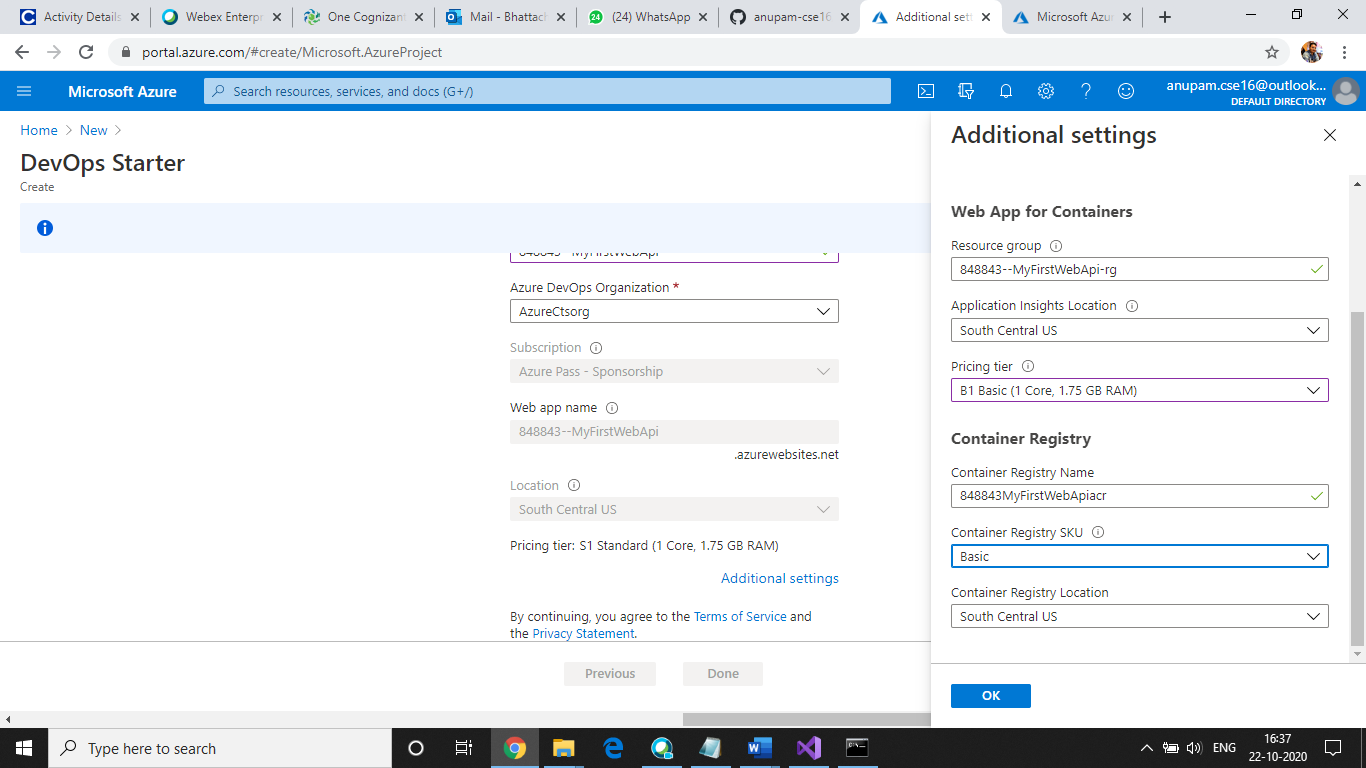 Activity Details
Webex Enterpr
One Cognizant
Mail - Bhattach
24
(24) WhatsApp
anupam-cse16
Additional sett
Microsoft Azur
portal.azure.com/#create/Microsoft.AzureProject
Microsoft Azure
Search resources, services, and docs (G+/)
anupam.cse16@outlook...
DEFAULT DIRECTORY
Home > New >
DevOps Starter
Create
848843--MyFirstWebApi
Azure DevOps Organization *
AzureCtsorg
Subscription
Azure Pass - Sponsorship
Web app name
848843--MyFirstWebApi
.azurewebsites.net
Location
South Central US
Pricing tier: S1 Standard (1 Core, 1.75 GB RAM)
Additional settings
By continuing, you agree to the Terms of Service and
the Privacy Statement.
Previous
Done
Additional settings
Web App for Containers
Resource group
848843--MyFirstWebApi-rg
Application Insights Location
South Central US
Pricing tier
B1 Basic (1 Core, 1.75 GB RAM)
Container Registry
Container Registry Name
848843MyFirstWebApiacr
Container Registry SKU
Basic
Container Registry Location
South Central US
OK
Type here to search
ENG
16:37
22-10-2020